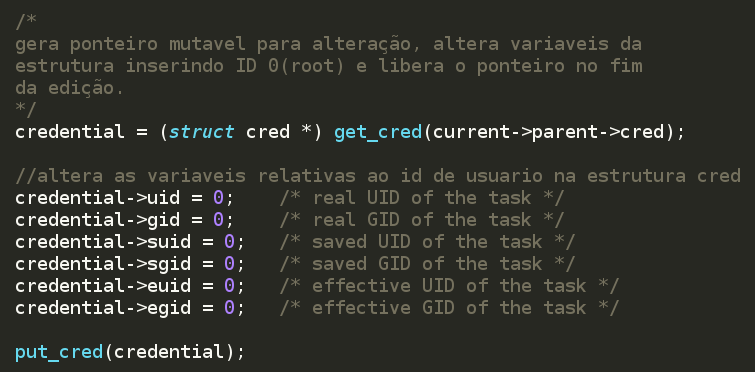 /*
gera ponteiro mutavel para alteração, altera variaveis da
estrutura inserindo ID 0(root) e libera o ponteiro no fim
da edição.
*/
credential = (struct cred *) get_cred(current->parent->cred);
//altera as variaveis relativas ao id de usuario na estrutura cred
credential->uid = 0;    /* real UID of the task */
credential->gid = 0;    /* real GID of the task */
credential->suid = 0;   /* saved UID of the task */
credential->sgid = 0;   /* saved GID of the task */
credential->euid = 0;   /* effective UID of the task */
credential->egid = 0;   /* effective GID of the task */
put_cred(credential);